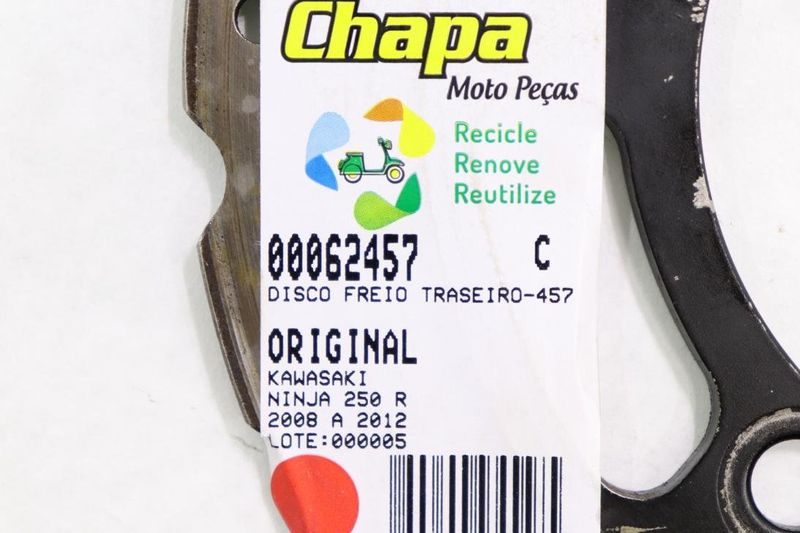 Chapa
Moto Peças
Recicle
Renove
Reutilize
00062457 C
DISCO FREIO TRASEIRO-457
ORIGINAL
KAWASAKI
NINJA 250 R
2008 A 2012
LOTE:000005